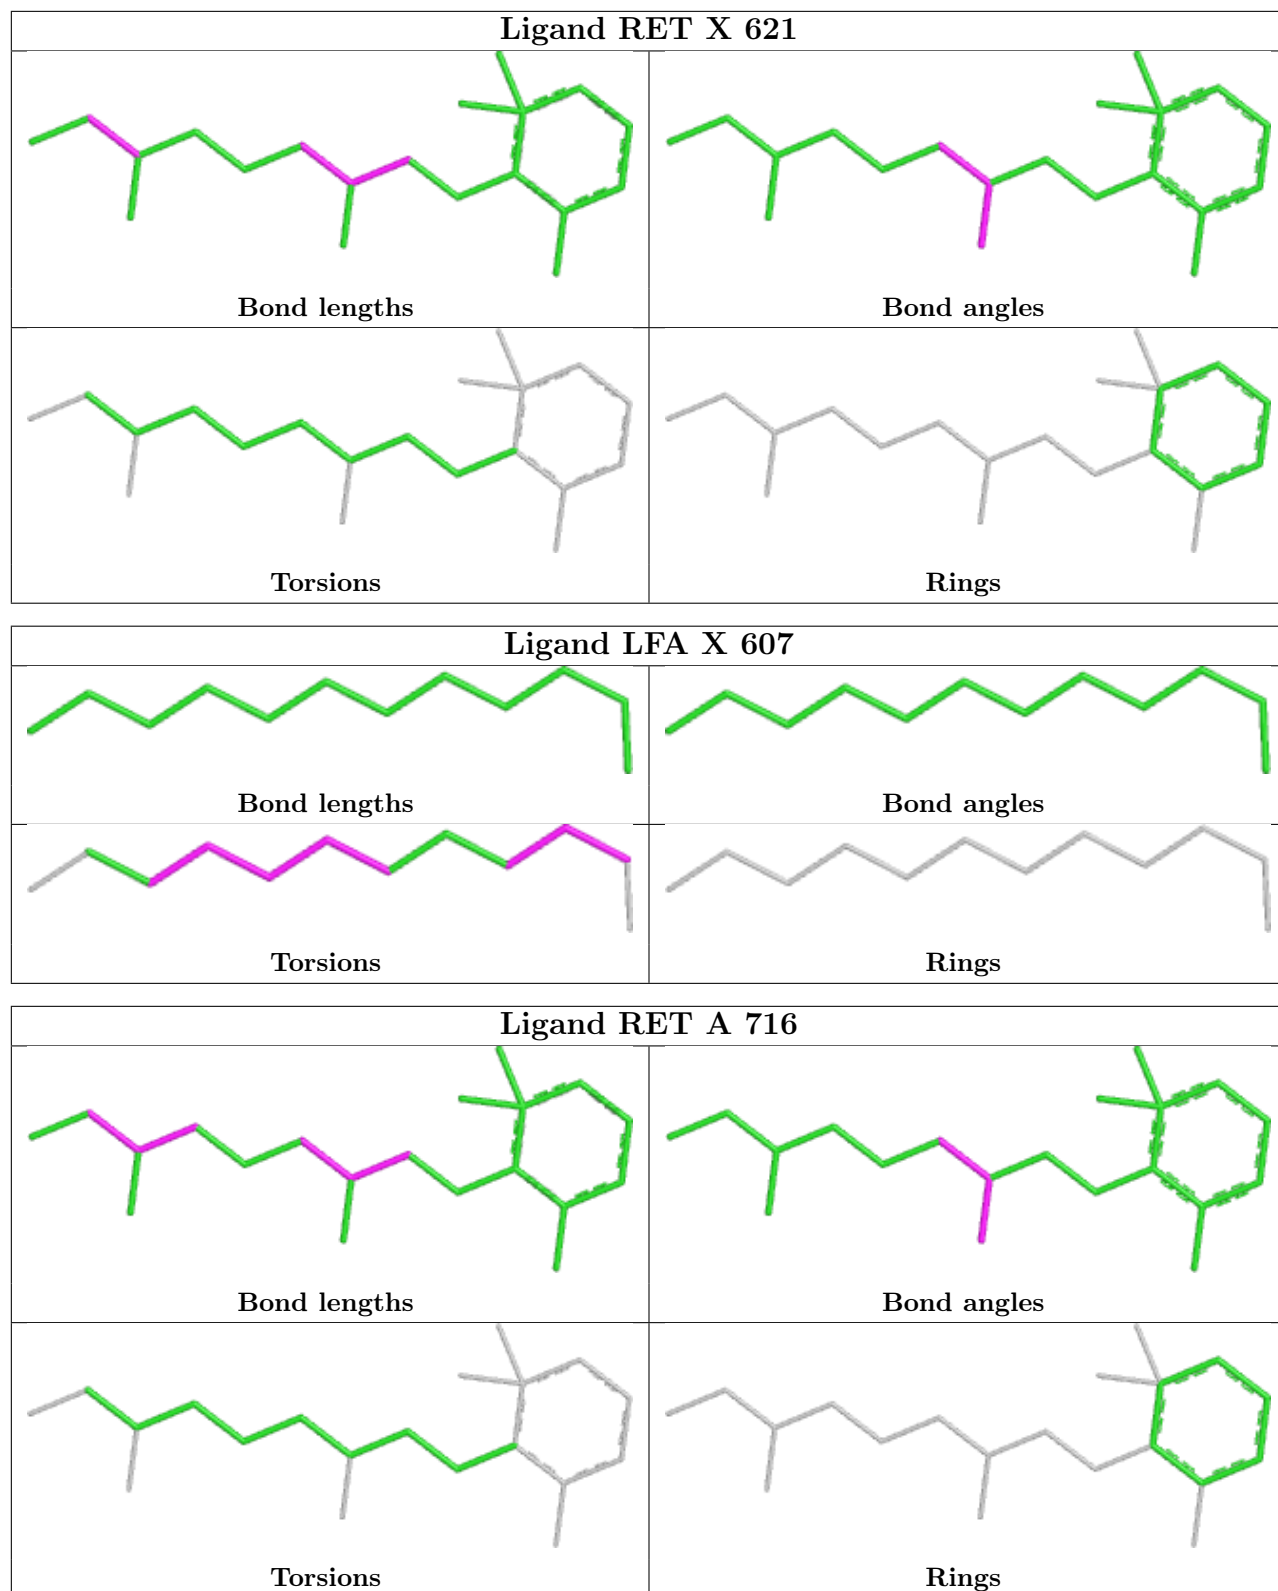 Ligand RET X 621
Bond lengths
Bond angles
Torsions
Rings
Ligand LFA X 607
Bond lengths
Bond angles
Torsions
Rings
Ligand RET A 716
Bond lengths
Bond angles
Torsions
Rings